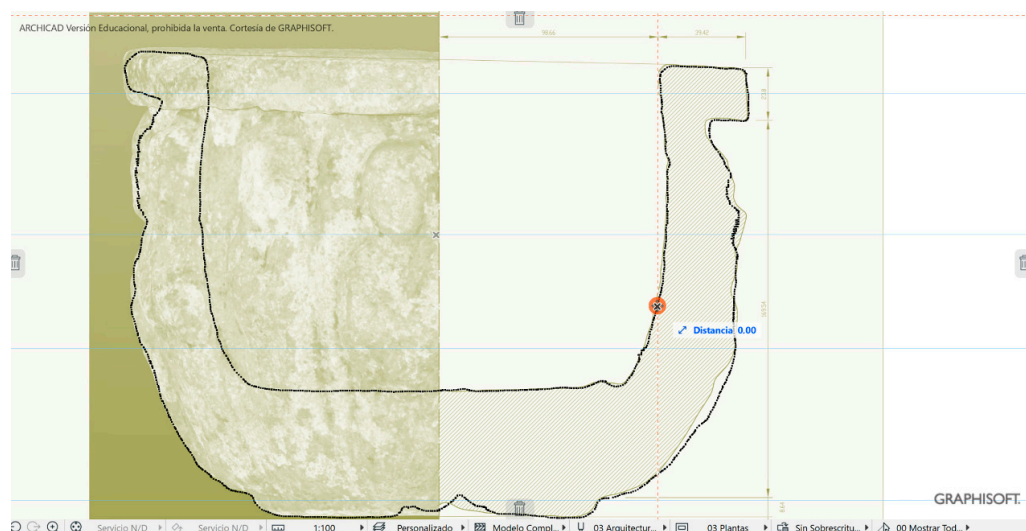 ARCHICAD Versión Educacional, prohibida la venta. Cortesía de GRAPHISOFT.
Distancia 0.00
GRAPHISOFT.
Servicio N/D
Servicio N/D
1:100
Personalizado
Modelo Compl...
03 Arquitectur...
03 Plantas
Sin Sobrescritu...
00 Mostrar Tod...